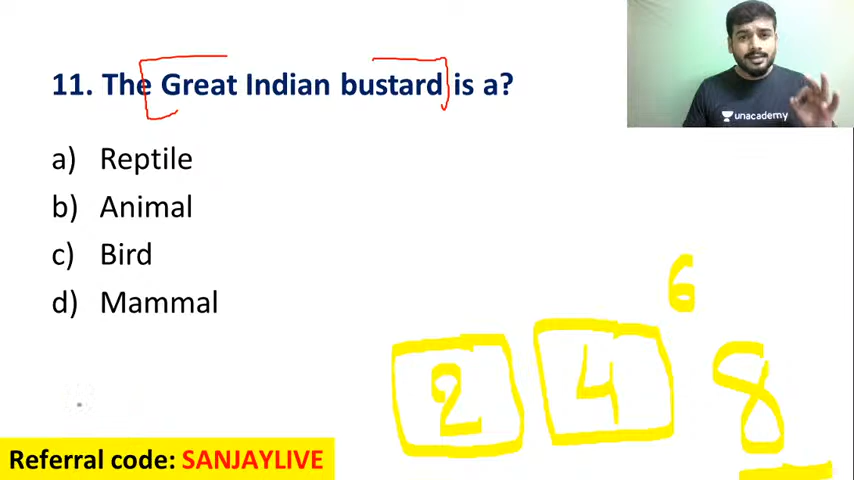 11. The Great Indian bustard is a?
unacademy
a) Reptile
b) Animal
c) Bird
d) Mammal
6
2 4 8
Referral code: SANJAYLIVE